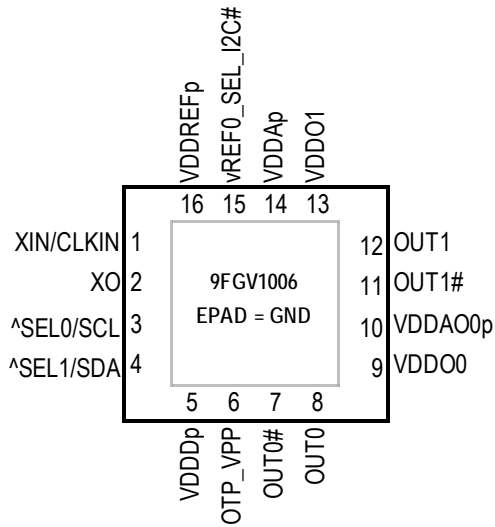 VDDREFp
vREF0_SEL_I2C#
VDDAp
VDDO1
16 15 14 13
XIN/CLKIN 1
XO 2
^SEL0/SCL 3
^SEL1/SDA 4
9FGV1006
EPAD = GND
12 OUT1
11 OUT1#
10 VDDAO0p
9 VDDO0
5 6 7 8
VDDDp
OTP_VPP
OUT0#
OUT0